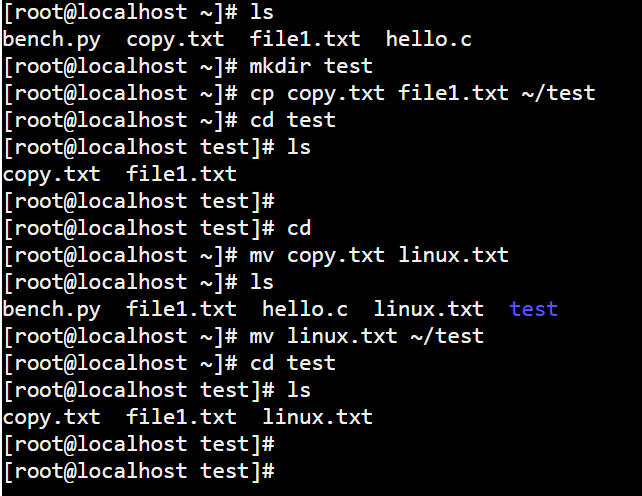 [root@localhost ~]# ls
bench.py  copy.txt  file1.txt  hello.c
[root@localhost ~]# mkdir test
[root@localhost ~]# cp copy.txt file1.txt ~/test
[root@localhost ~]# cd test
[root@localhost test]# ls
copy.txt  file1.txt
[root@localhost test]#
[root@localhost test]# cd
[root@localhost ~]# mv copy.txt linux.txt
[root@localhost ~]# ls
bench.py  file1.txt  hello.c  linux.txt  test
[root@localhost ~]# mv linux.txt ~/test
[root@localhost ~]# cd test
[root@localhost test]# ls
copy.txt  file1.txt  linux.txt
[root@localhost test]#
[root@localhost test]#